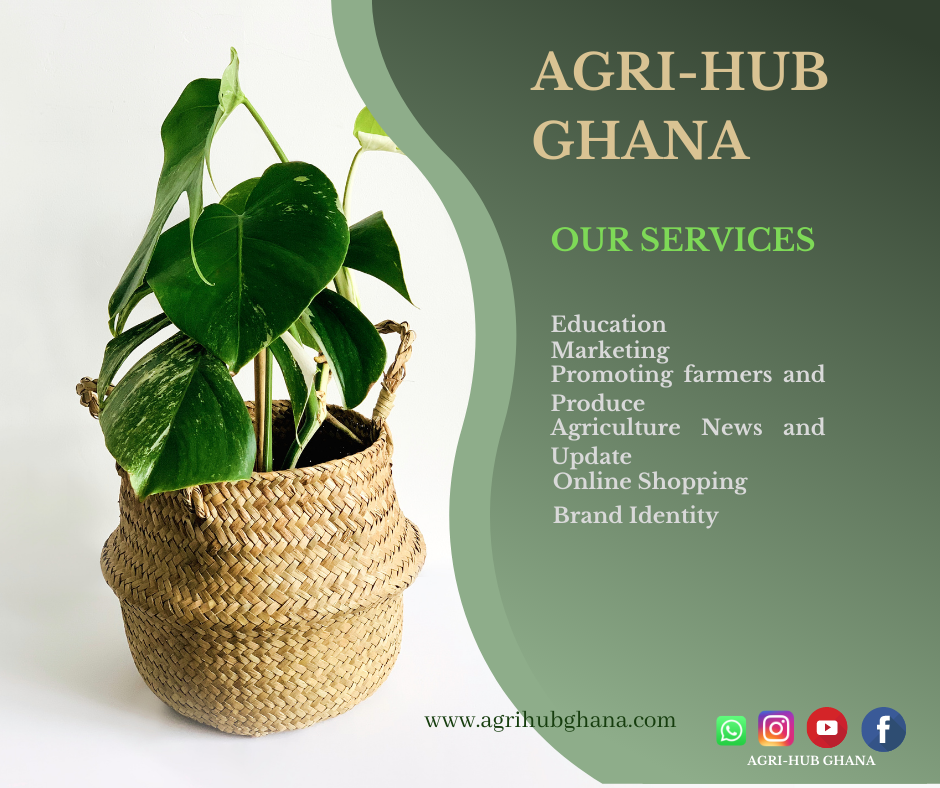 AGRI-HUB
GHANA
OUR SERVICES
Education
Marketing
Promoting farmers and
Produce
Agriculture News and
Update
Online Shopping
Brand Identity
www.agrihubghana.com
AGRI-HUB GHANA